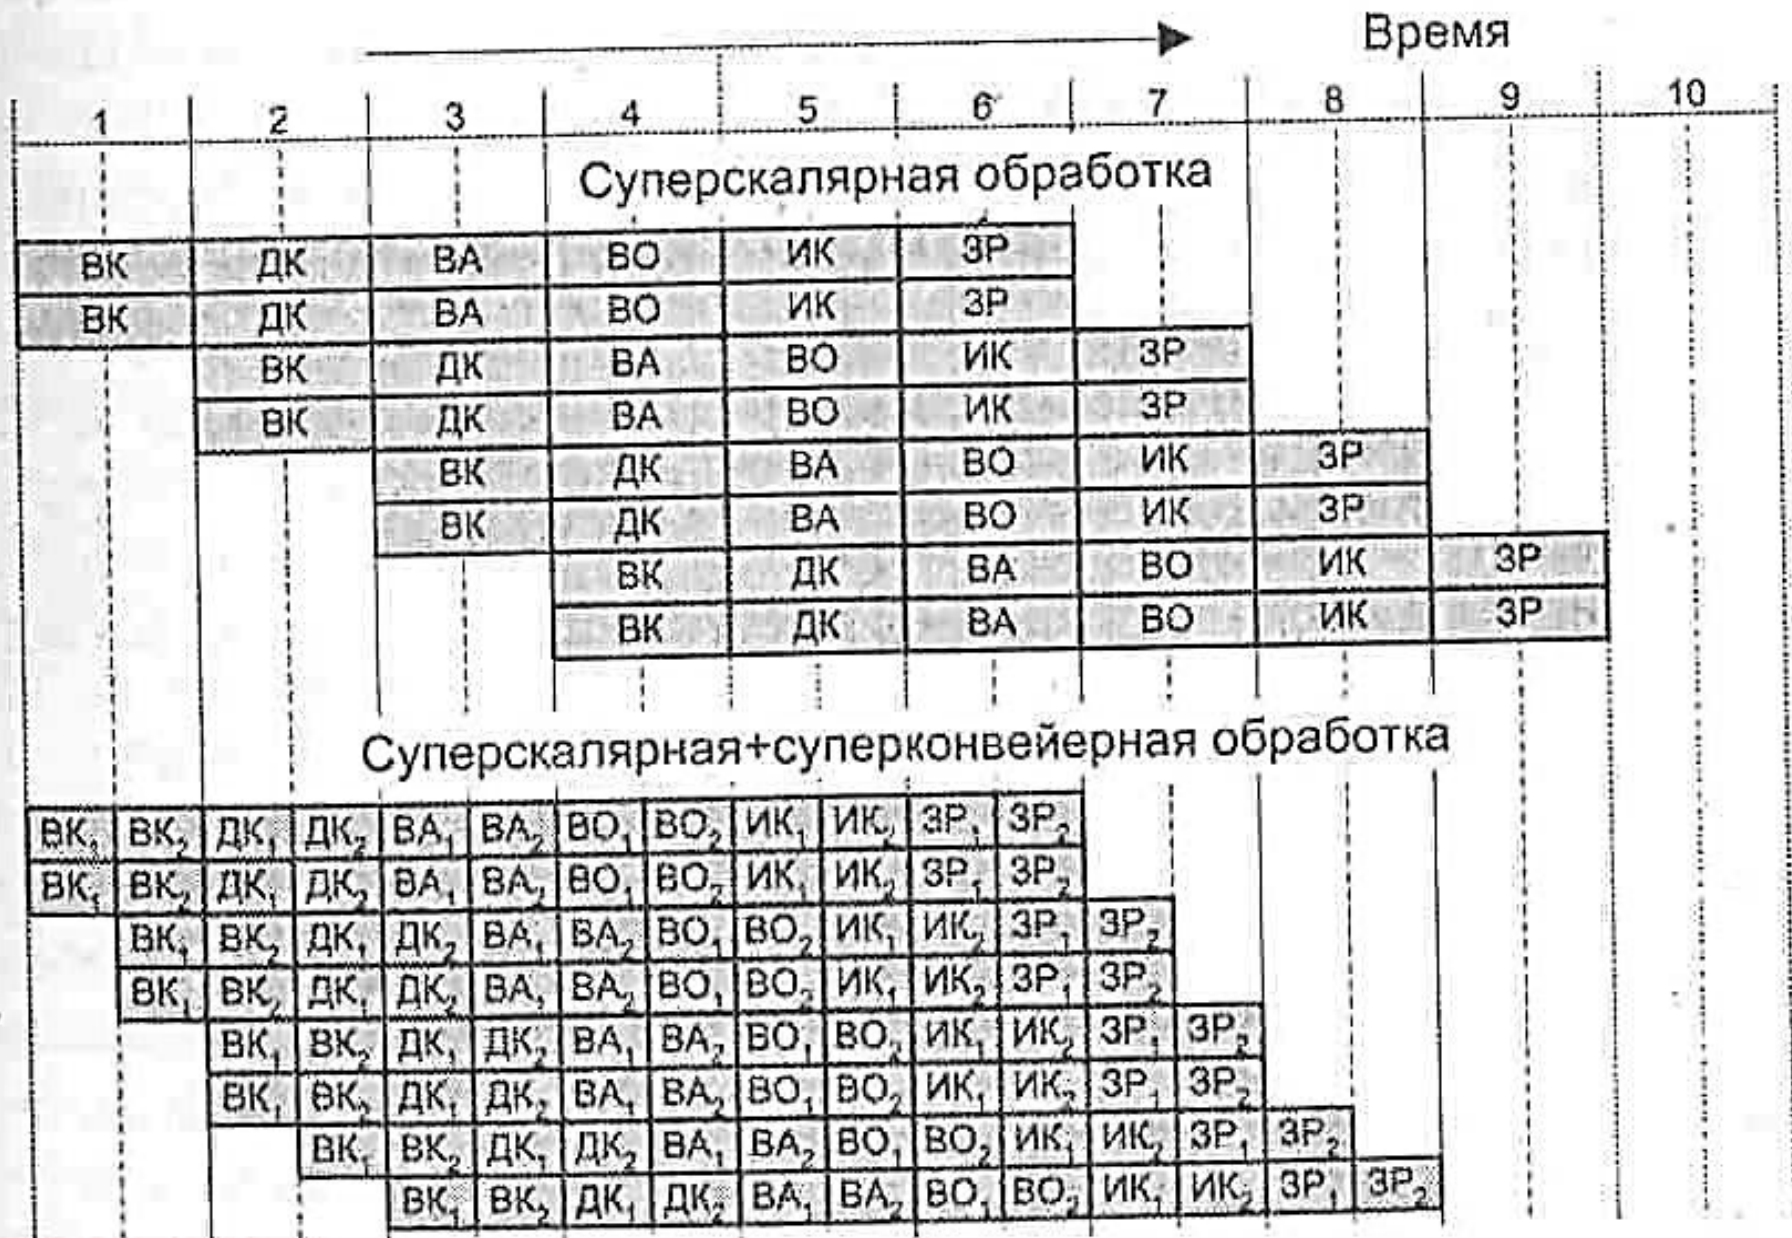 Время
1 2 3 4 5 6 7 8 9 10
Суперскалярная обработка
ВК ДК ВА ВО ИК ЗР
ВК ДК ВА ВО ИК ЗР
ВК ДК ВА ВО ИК ЗР
ВК ДК ВА ВО ИК ЗР
ВК ДК ВА ВО ИК ЗР
ВК ДК ВА ВО ИК ЗР
ВК ДК ВА ВО ИК ЗР
ВК ДК ВА ВО ИК ЗР
Суперскалярная+суперконвейерная обработка
ВК₁ ВК₂ ДК₁ ДК₂ ВА₁ ВА₂ ВО₁ ВО₂ ИК₁ ИК₂ ЗР₁ ЗР₂
ВК₁ ВК₂ ДК₁ ДК₂ ВА₁ ВА₂ ВО₁ ВО₂ ИК₁ ИК₂ ЗР₁ ЗР₂
ВК₁ ВК₂ ДК₁ ДК₂ ВА₁ ВА₂ ВО₁ ВО₂ ИК₁ ИК₂ ЗР₁ ЗР₂
ВК₁ ВК₂ ДК₁ ДК₂ ВА₁ ВА₂ ВО₁ ВО₂ ИК₁ ИК₂ ЗР₁ ЗР₂
ВК₁ ВК₂ ДК₁ ДК₂ ВА₁ ВА₂ ВО₁ ВО₂ ИК₁ ИК₂ ЗР₁ ЗР₂
ВК₁ ВК₂ ДК₁ ДК₂ ВА₁ ВА₂ ВО₁ ВО₂ ИК₁ ИК₂ ЗР₁ ЗР₂
ВК₁ ВК₂ ДК₁ ДК₂ ВА₁ ВА₂ ВО₁ ВО₂ ИК₁ ИК₂ ЗР₁ ЗР₂
ВК₁ ВК₂ ДК₁ ДК₂ ВА₁ ВА₂ ВО₁ ВО₂ ИК₁ ИК₂ ЗР₁ ЗР₂